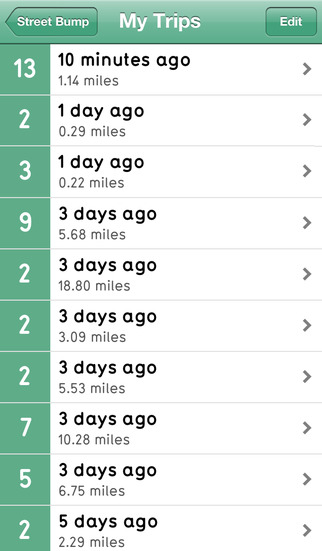 Street Bump
My Trips
Edit
13
10 minutes ago
1.14 miles
2
1 day ago
0.29 miles
3
1 day ago
0.22 miles
9
3 days ago
5.68 miles
2
3 days ago
18.80 miles
2
3 days ago
3.09 miles
2
3 days ago
5.53 miles
7
3 days ago
10.28 miles
5
3 days ago
6.75 miles
2
5 days ago
2.29 miles